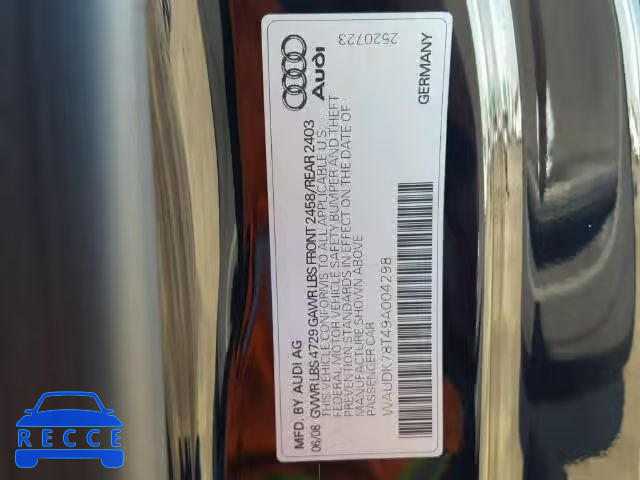 MFD. BY AUDI AG
06/08 GVWR LBS 4729 GAWR LBS FRONT 2458/REAR 2403
THIS VEHICLE CONFORMS TO ALL APPLICABLE U.S.
FEDERAL MOTOR VEHICLE SAFETY BUMPER AND THEFT
PREVENTION STANDARDS IN EFFECT ON THE DATE OF
MANUFACTURE SHOWN ABOVE
PASSENGER CAR
WAUDK78T49A004298
Audi
2520723
GERMANY
RECCE